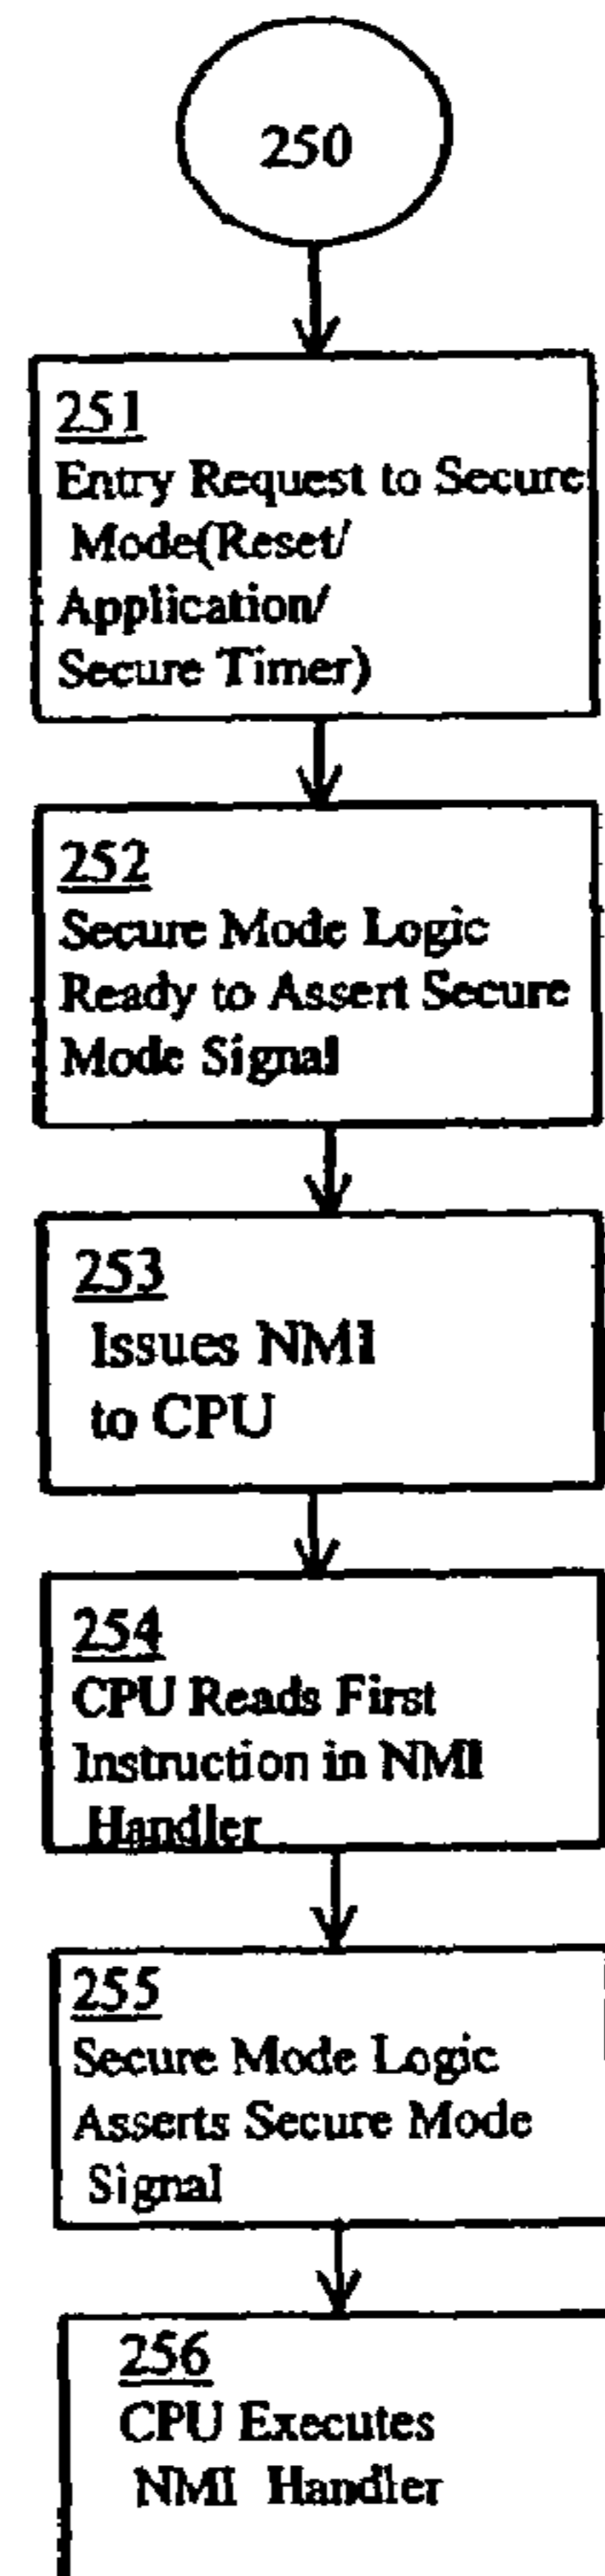 250
251
Entry Request to Secure
Mode(Reset/
Application/
Secure Timer)
252
Secure Mode Logic
Ready to Assert Secure
Mode Signal
253
Issues NMI
to CPU
254
CPU Reads First
Instruction in NMI
Handler
255
Secure Mode Logic
Asserts Secure Mode
Signal
256
CPU Executes
NMI Handler